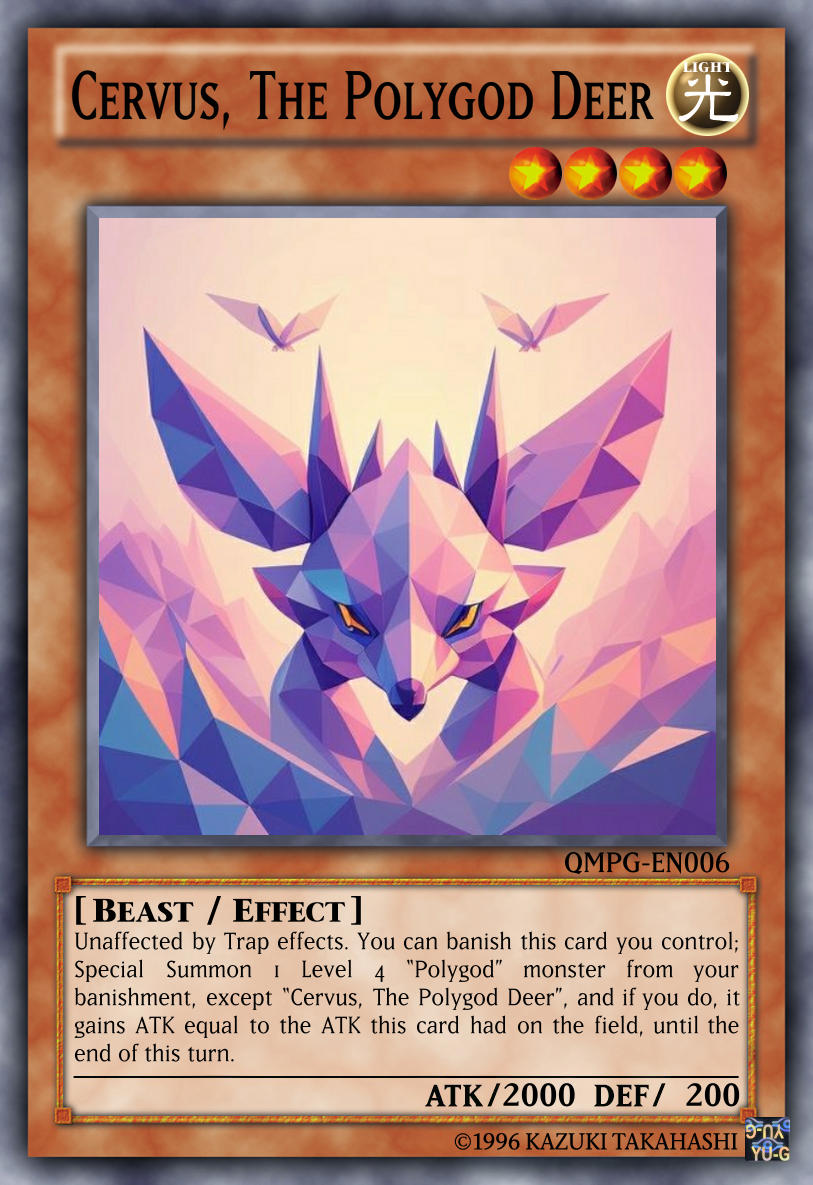 Cervus, The Polygod Deer
LIGHT
光
QMPG-EN006
[ Beast / Effect ]
Unaffected by Trap effects. You can banish this card you control;
Special Summon 1 Level 4 “Polygod” monster from your
banishment, except “Cervus, The Polygod Deer”, and if you do, it
gains ATK equal to the ATK this card had on the field, until the
end of this turn.
ATK/2000 DEF/ 200
©1996 KAZUKI TAKAHASHI
YU-G
YU-G